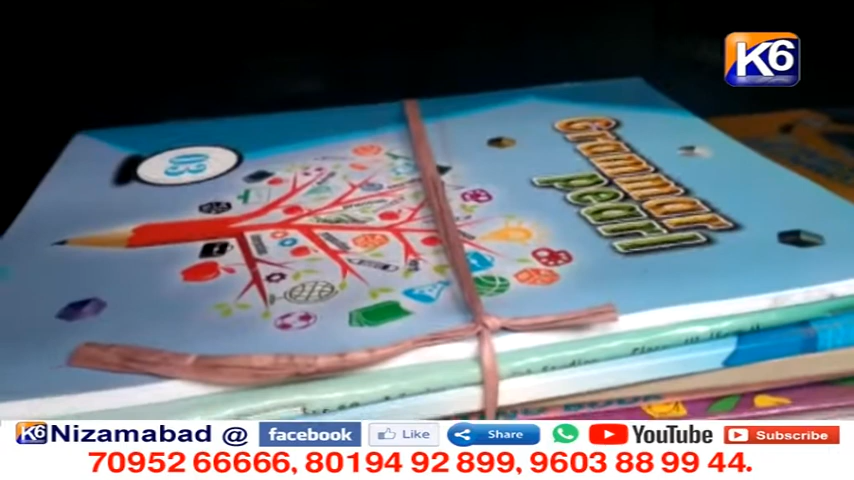 K6
03
Grammar
pearl
K6 Nizamabad @ facebook Like Share YouTube Subscribe
70952 66666, 80194 92 899, 9603 88 99 44.